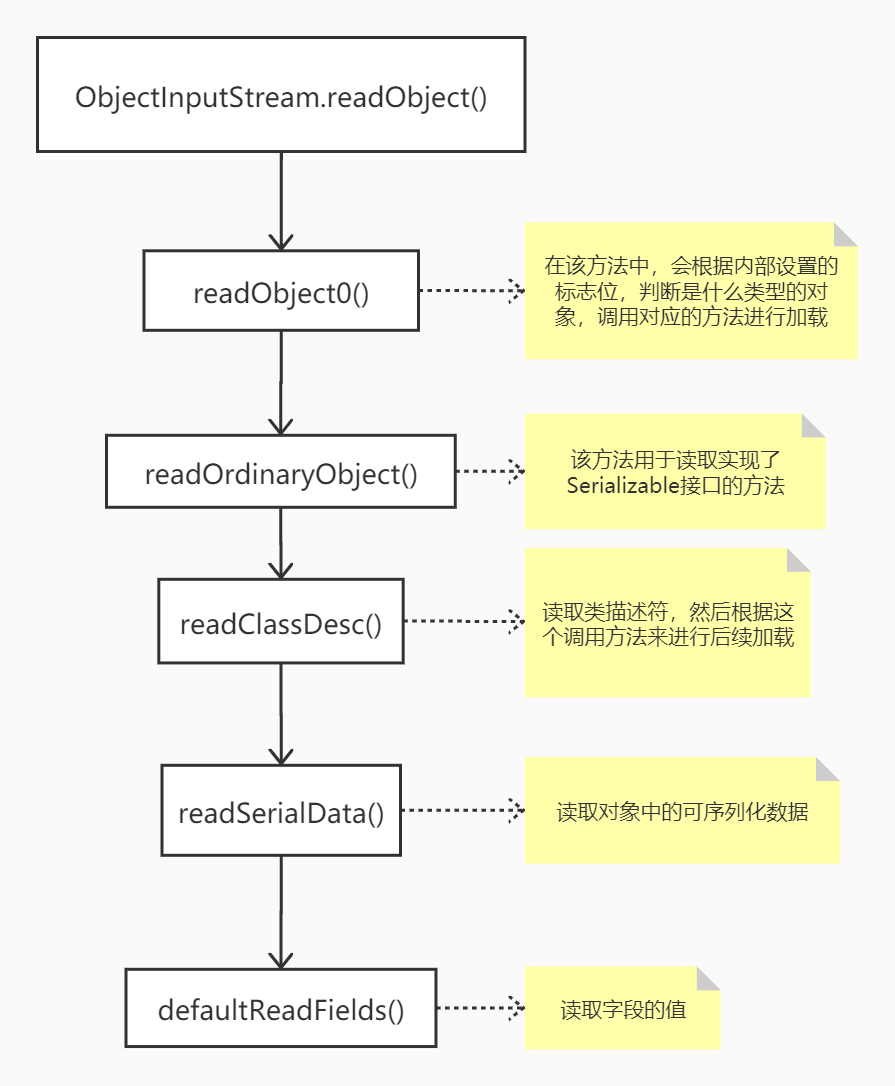 ObjectInputStream.readObject()
readObject0()
在该方法中，会根据内部设置的
标志位，判断是什么类型的对
象，调用对应的方法进行加载
readOrdinaryObject()
该方法用于读取实现了
Serializable接口的方法
readClassDesc()
读取类描述符，然后根据这
个调用方法来进行后续加载
readSerialData()
读取对象中的可序列化数据
defaultReadFields()
读取字段的值